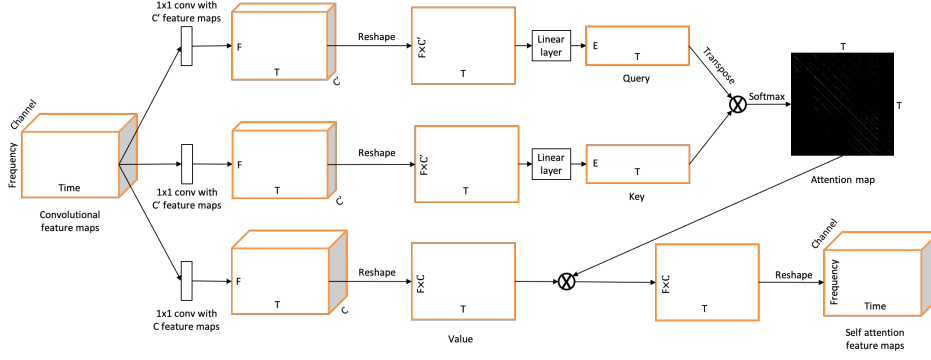 1x1 conv with
C' feature maps
F
T
C'
Reshape
F×C'
T
Linear
layer
E
T
Query
Transpose
Softmax
T
T
Attention map
Channel
Frequency
Time
Convolutional
feature maps
1x1 conv with
C' feature maps
F
T
C'
Reshape
F×C'
T
Linear
layer
E
T
Key
1x1 conv with
C feature maps
F
T
C
Reshape
F×C
T
Value
F×C
T
Reshape
Channel
Frequency
Time
Self attention
feature maps